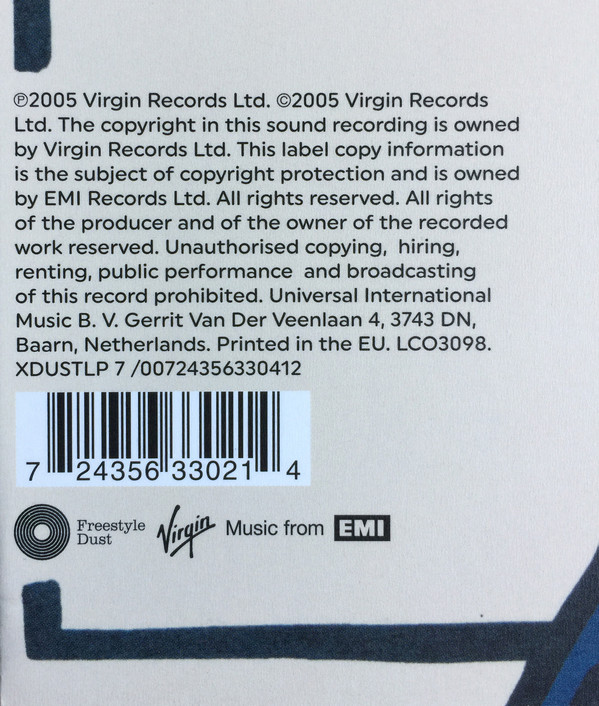 ℗2005 Virgin Records Ltd. ©2005 Virgin Records
Ltd. The copyright in this sound recording is owned
by Virgin Records Ltd. This label copy information
is the subject of copyright protection and is owned
by EMI Records Ltd. All rights reserved. All rights
of the producer and of the owner of the recorded
work reserved. Unauthorised copying, hiring,
renting, public performance and broadcasting
of this record prohibited. Universal International
Music B. V. Gerrit Van Der Veenlaan 4, 3743 DN,
Baarn, Netherlands. Printed in the EU. LCO3098.
XDUSTLP 7 /00724356330412
7 24356 33021 4
Freestyle
Dust
Virgin
Music from EMI